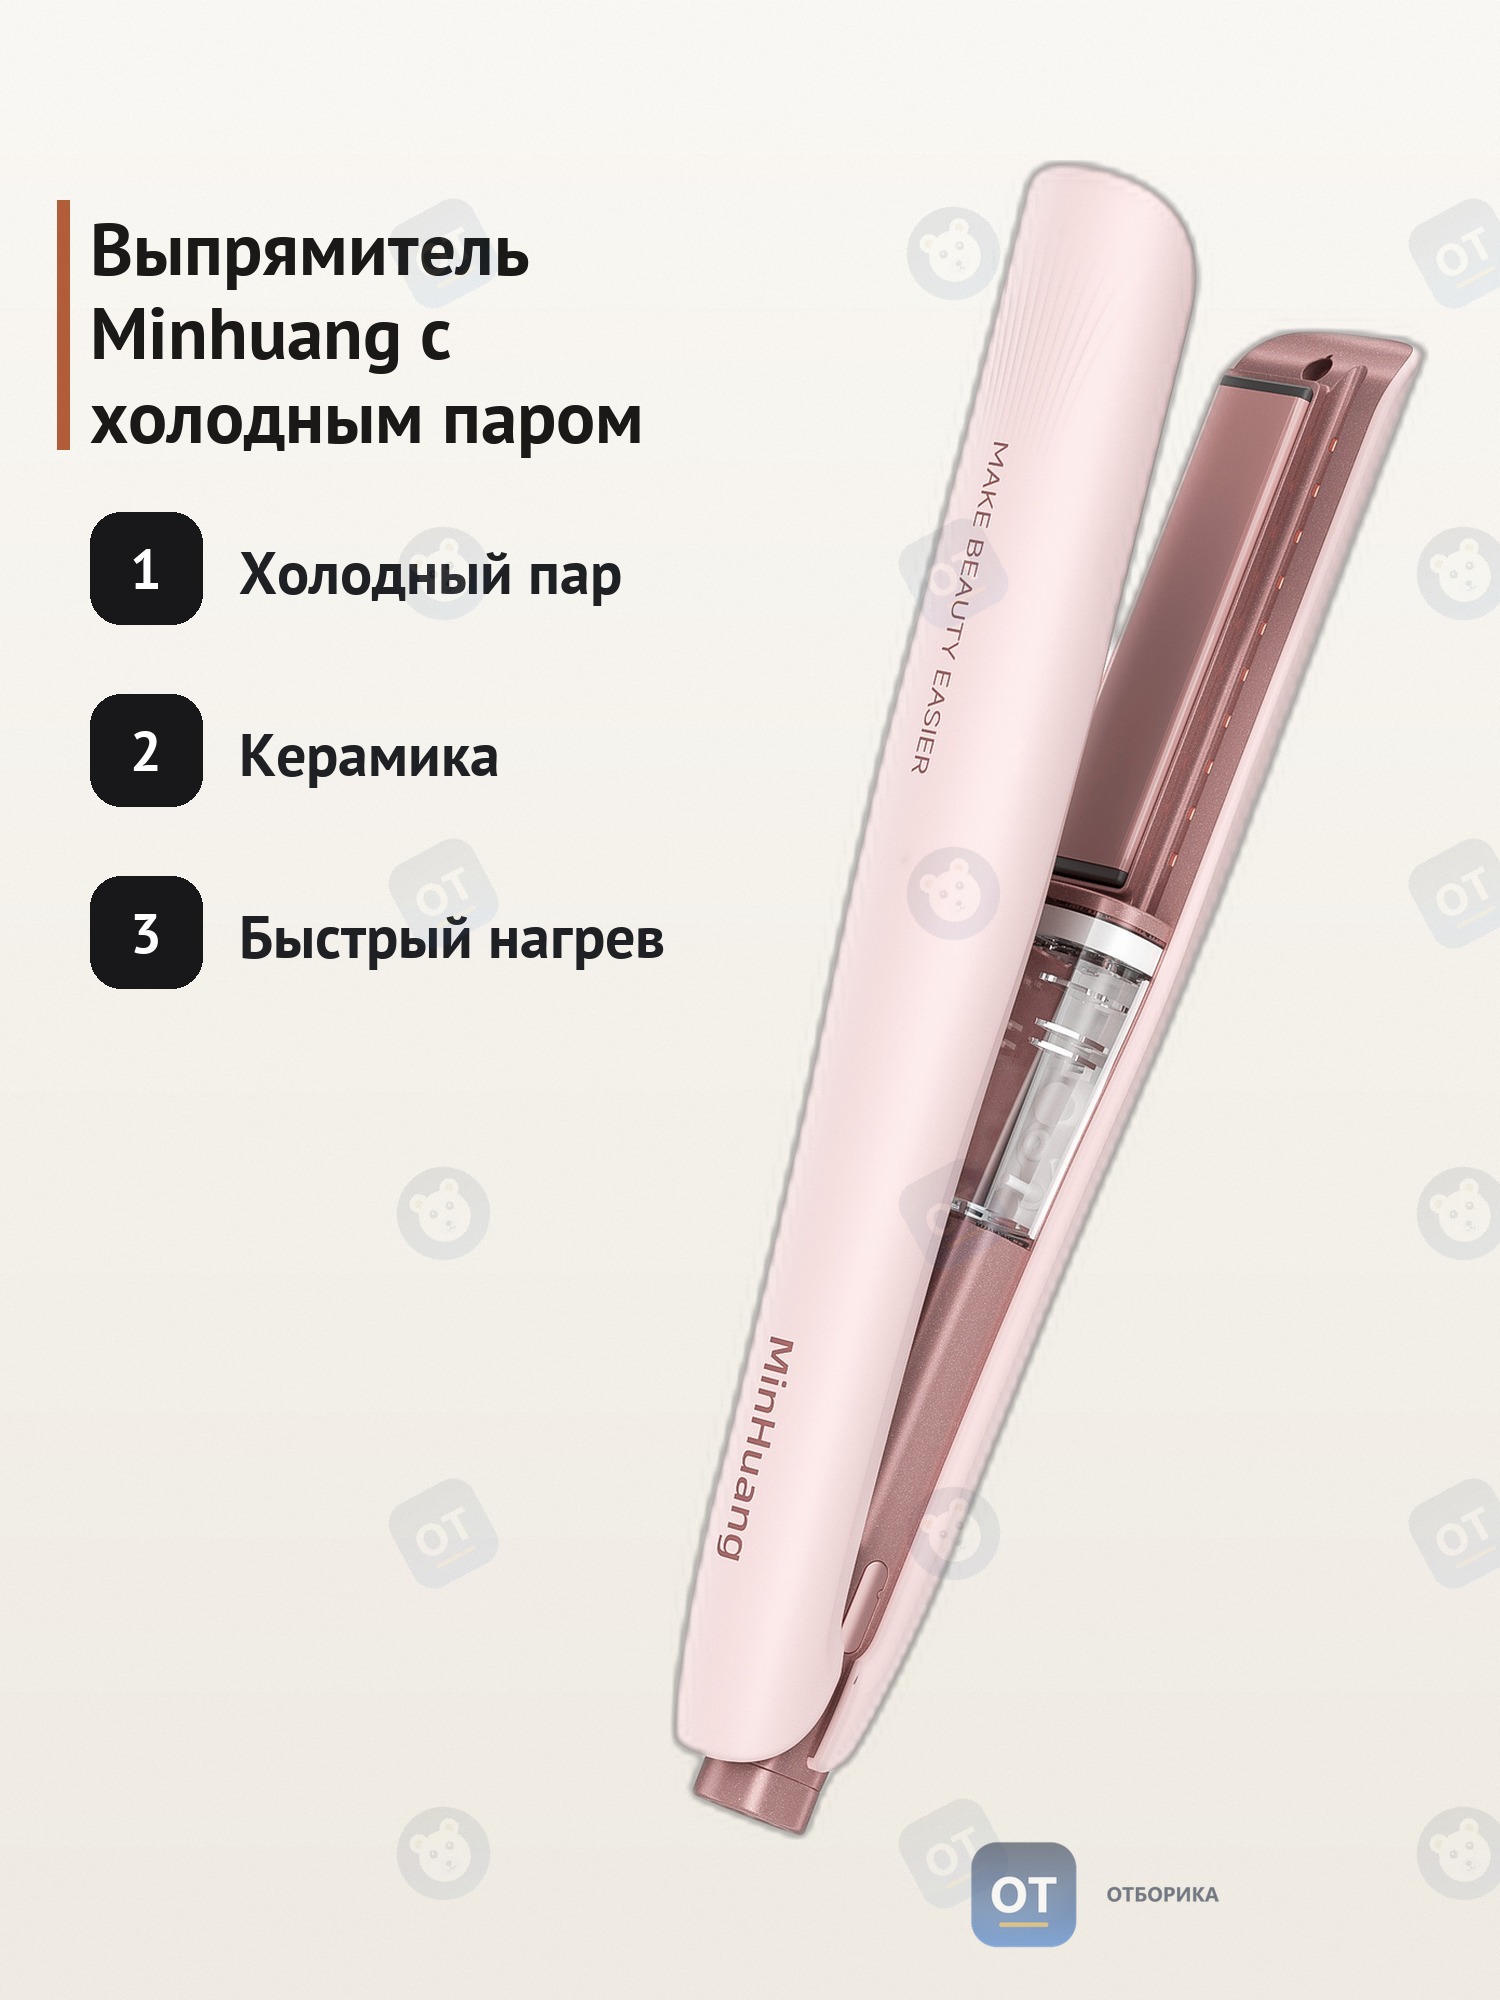 Выпрямитель
Minhuang с
холодным паром
1 Холодный пар
2 Керамика
3 Быстрый нагрев
MAKE BEAUTY EASIER
MinHuang
ОТ ОТБОРИКА